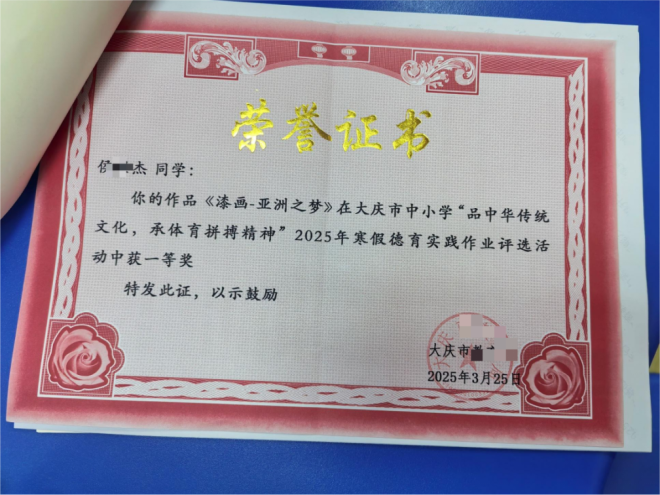 荣誉证书
杰 同学：
你的作品《漆画-亚洲之梦》在大庆市中小学“品中华传统
文化，承体育拼搏精神”2025年寒假德育实践作业评选活
动中获一等奖
特发此证，以示鼓励
大庆市
2025年3月25日